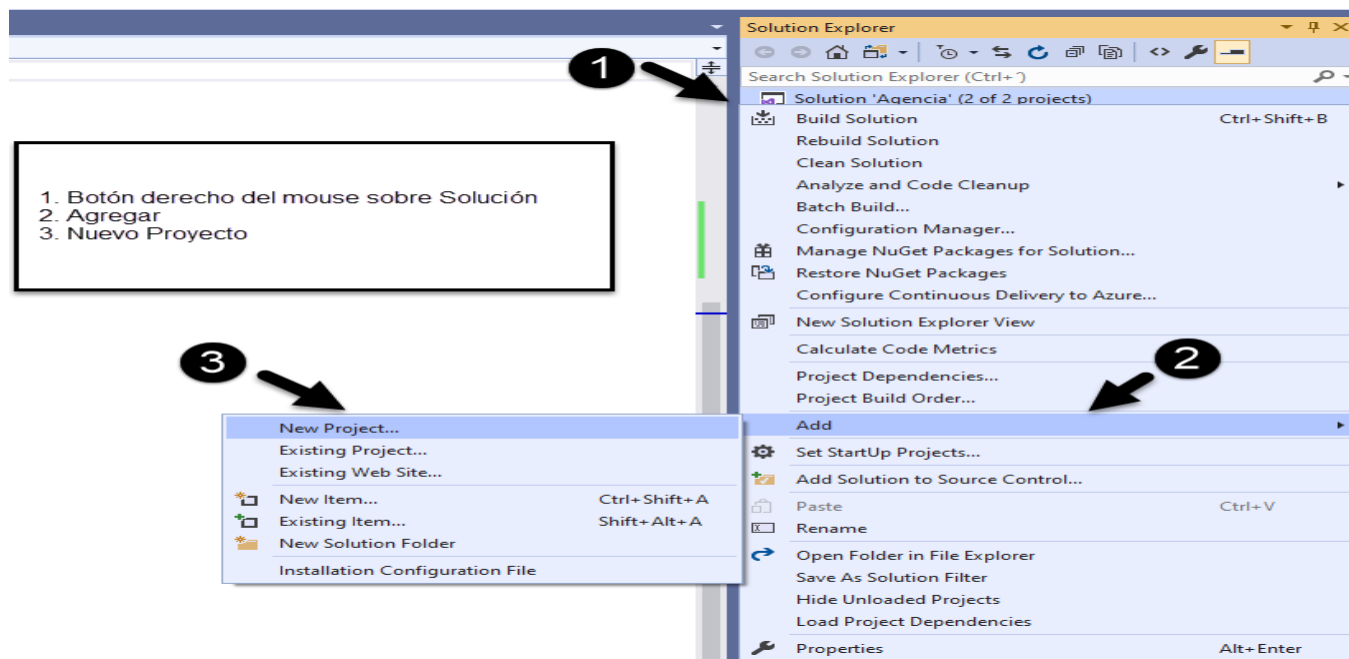 Solution Explorer
1
Search Solution Explorer (Ctrl+´)
Solution 'Agencia' (2 of 2 projects)
Build Solution Ctrl+Shift+B
Rebuild Solution
Clean Solution
Analyze and Code Cleanup
Batch Build...
Configuration Manager...
Manage NuGet Packages for Solution...
Restore NuGet Packages
Configure Continuous Delivery to Azure...
New Solution Explorer View
Calculate Code Metrics
2
Project Dependencies...
Project Build Order...
Add
Set StartUp Projects...
Add Solution to Source Control...
Paste Ctrl+V
Rename
Open Folder in File Explorer
Save As Solution Filter
Hide Unloaded Projects
Load Project Dependencies
Properties Alt+Enter
1. Botón derecho del mouse sobre Solución
2. Agregar
3. Nuevo Proyecto
3
New Project...
Existing Project...
Existing Web Site...
New Item... Ctrl+Shift+A
Existing Item... Shift+Alt+A
New Solution Folder
Installation Configuration File